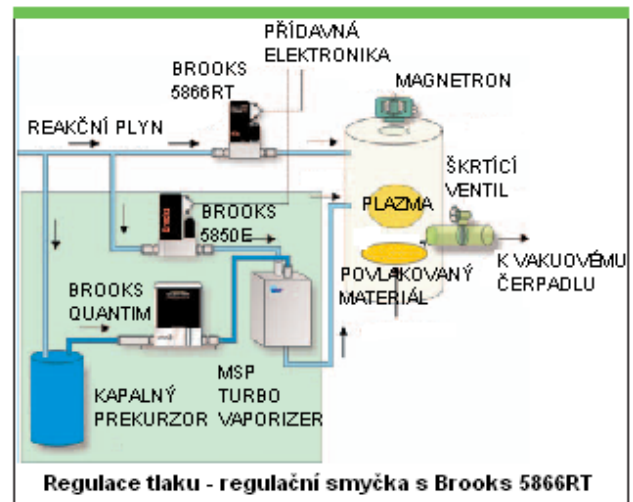 PŘÍDAVNÁ
ELEKTRONIKA
BROOKS
5866RT
MAGNETRON
REAKČNÍ PLYN
ŠKRTÍCÍ
VENTIL
PLAZMA
BROOKS
5850E
K VAKUOVÉMU
ČERPADLU
POVLAKOVANÝ
MATERIÁL
BROOKS
QUANTIM
KAPALNÝ
PREKURZOR
MSP
TURBO
VAPORIZER
Regulace tlaku - regulační smyčka s Brooks 5866RT